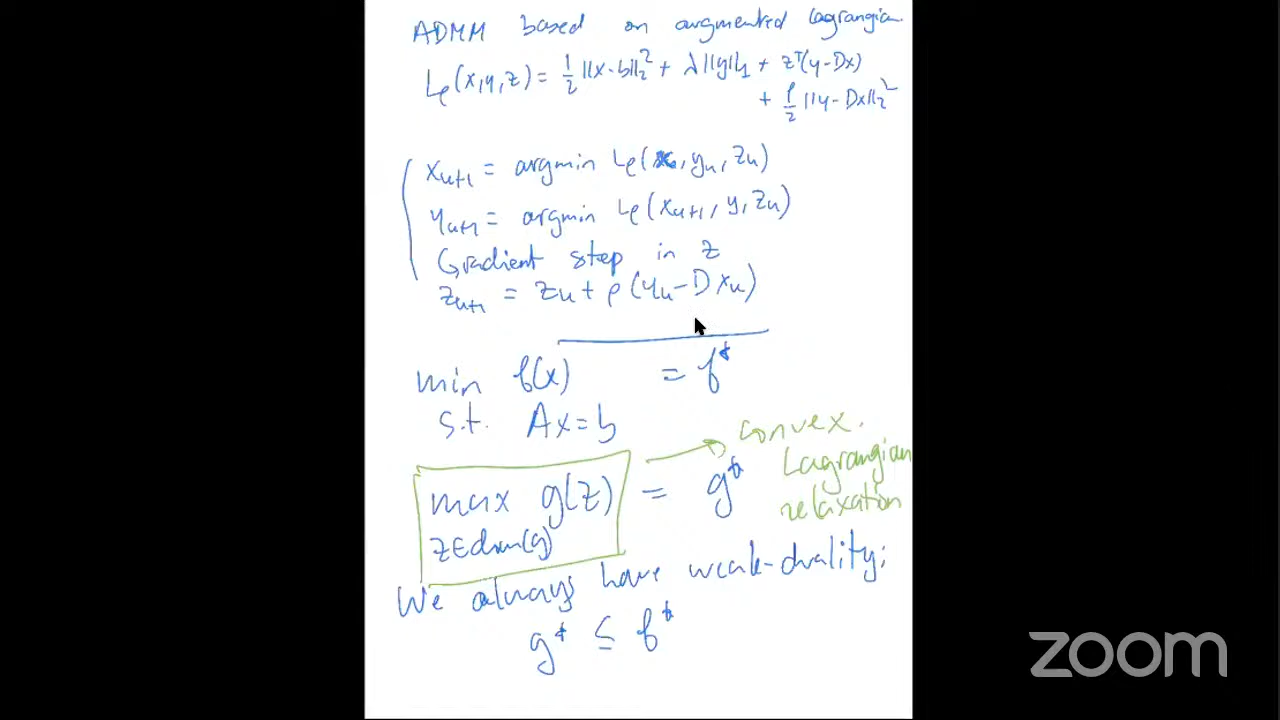 ADMM based on augmented Lagrangian
Lρ(x,y,z) = 1/2 ||x-b||₂² + λ||y||₁ + zᵀ(y-Dx)
+ ρ/2 ||y-Dx||₂²
xₖ₊₁ = argmin Lρ(x, yₖ, zₖ)
yₖ₊₁ = argmin Lρ(xₖ₊₁, y, zₖ)
Gradient step in z
zₖ₊₁ = zₖ + ρ(yₖ - Dxₖ)
min f(x) = f*
s.t. Ax = b
convex.
Lagrangian
relaxation
max g(z) = g*
z∈dom(g)
We always have weak-duality:
g* ≤ f*
zoom